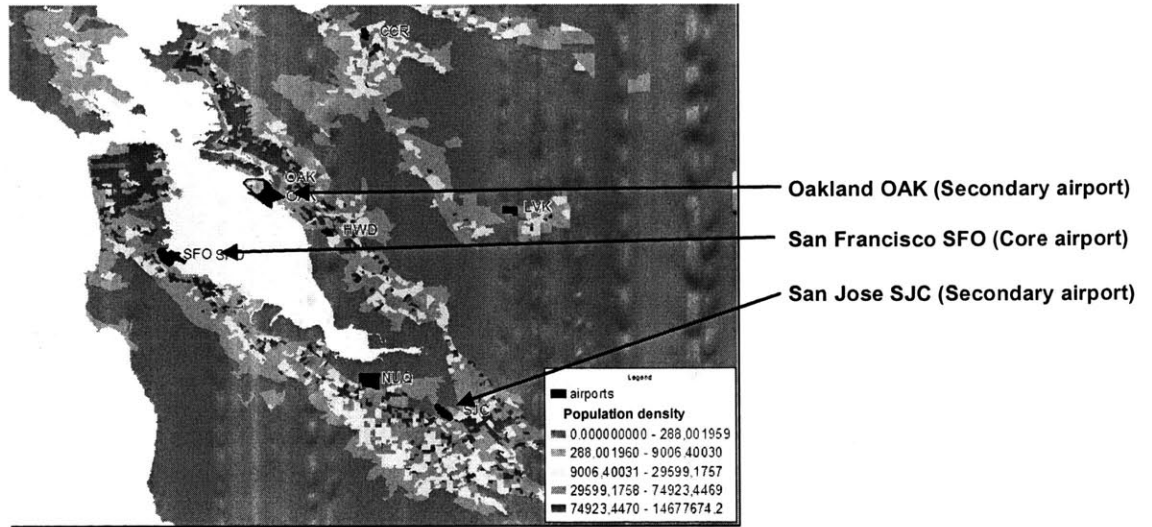 CCR
OAK
OAK
LVK
HWD
SFO SFO
NUQ
SJC
Oakland OAK (Secondary airport)
San Francisco SFO (Core airport)
San Jose SJC (Secondary airport)
Legend
airports
Population density
0.000000000 - 288,001959
288,001960 - 9006,40030
9006,40031 - 29599,1757
29599,1758 - 74923,4469
74923,4470 - 14677674,2